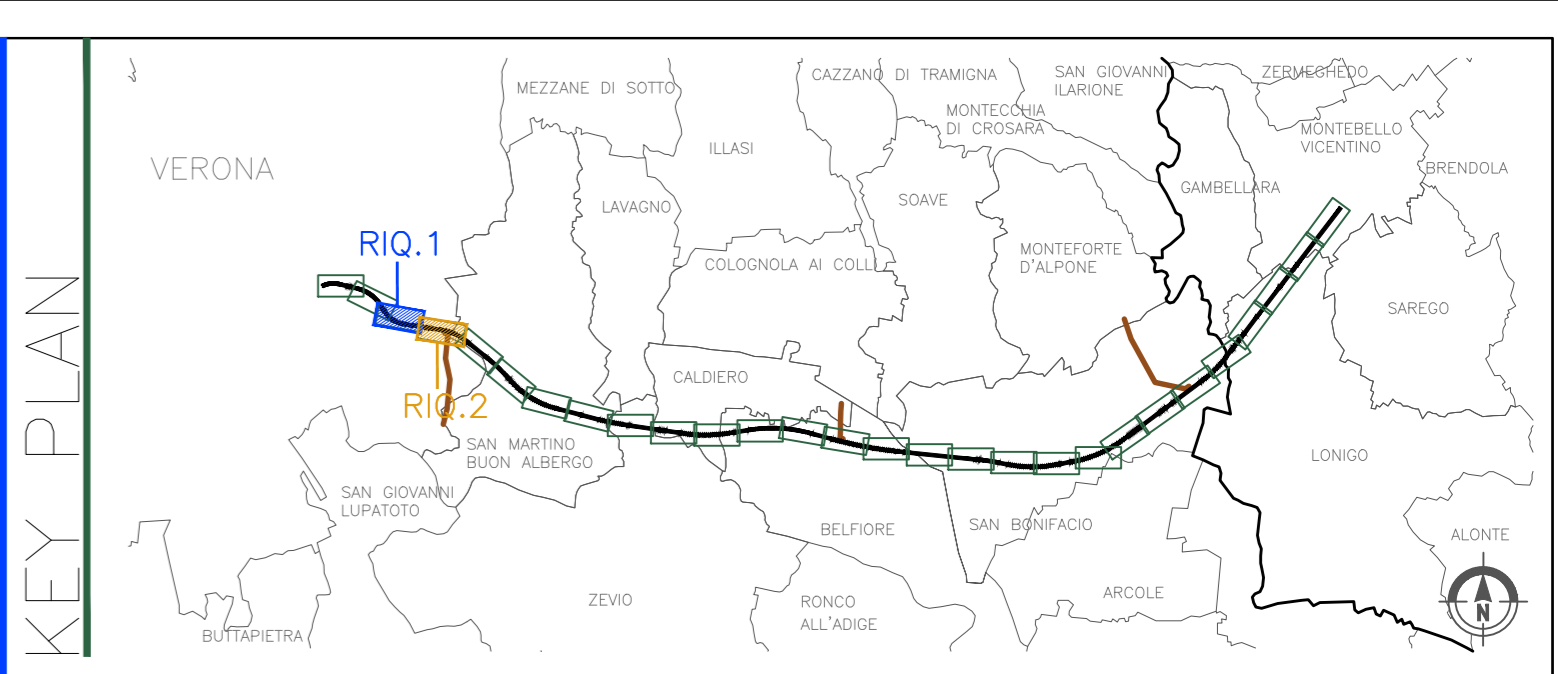 KEY PLAN
VERONA
MEZZANE DI SOTTO
CAZZANO DI TRAMIGNA
SAN GIOVANNI
ILARIONE
ZERMEGHEDO
MONTECCHIA
DI CROSARA
MONTEBELLO
VICENTINO
ILLASI
BRENDOLA
LAVAGNO
SOAVE
GAMBELLARA
RIQ.1
COLOGNOLA AI COLLI
MONTEFORTE
D'ALPONE
SAREGO
CALDIERO
RIQ.2
SAN MARTINO
BUON ALBERGO
LONIGO
SAN GIOVANNI
LUPATOTO
BELFIORE
SAN BONIFACIO
ALONTE
ZEVIO
RONCO
ALL'ADIGE
ARCOLE
N
BUTTAPIETRA